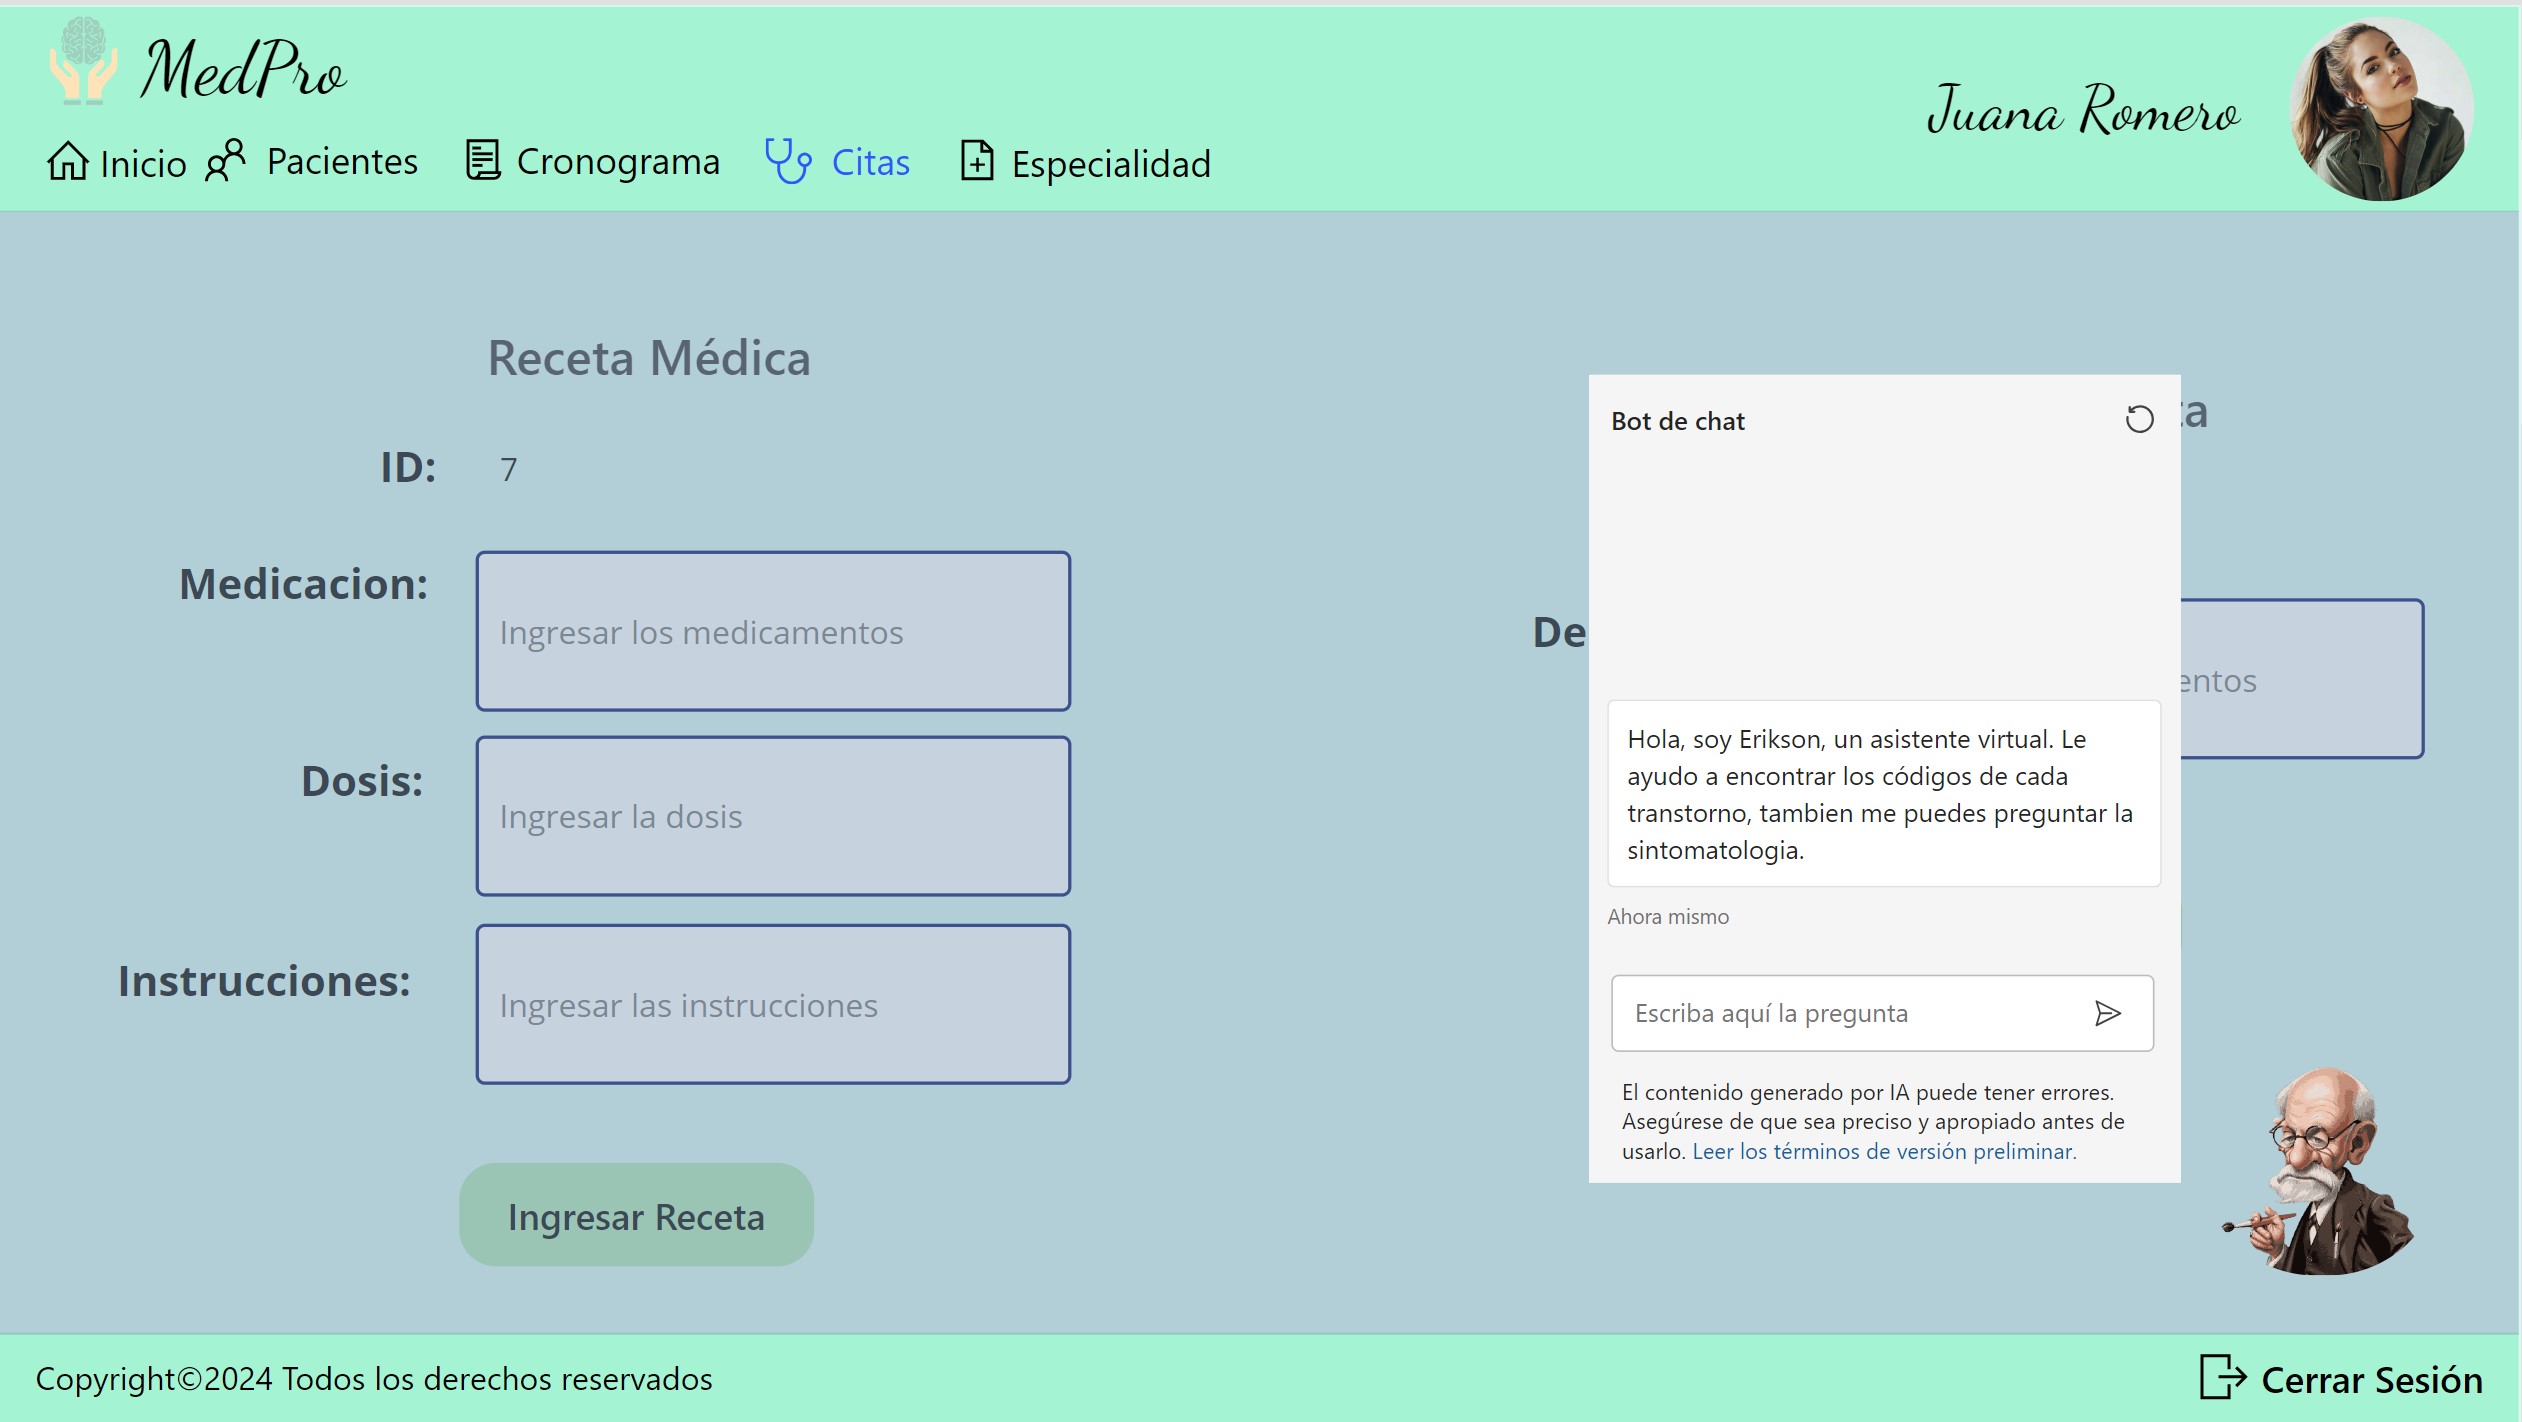 MedPro
Juana Romero
Inicio
Pacientes
Cronograma
Citas
Especialidad
Receta Médica
ID:
7
Medicacion:
Ingresar los medicamentos
Dosis:
Ingresar la dosis
Instrucciones:
Ingresar las instrucciones
Ingresar Receta
Bot de chat
Hola, soy Erikson, un asistente virtual. Le
ayudo a encontrar los códigos de cada
transtorno, tambien me puedes preguntar la
sintomatologia.
Ahora mismo
Escriba aquí la pregunta
El contenido generado por IA puede tener errores.
Asegúrese de que sea preciso y apropiado antes de
usarlo. Leer los términos de versión preliminar.
Copyright©2024 Todos los derechos reservados
Cerrar Sesión